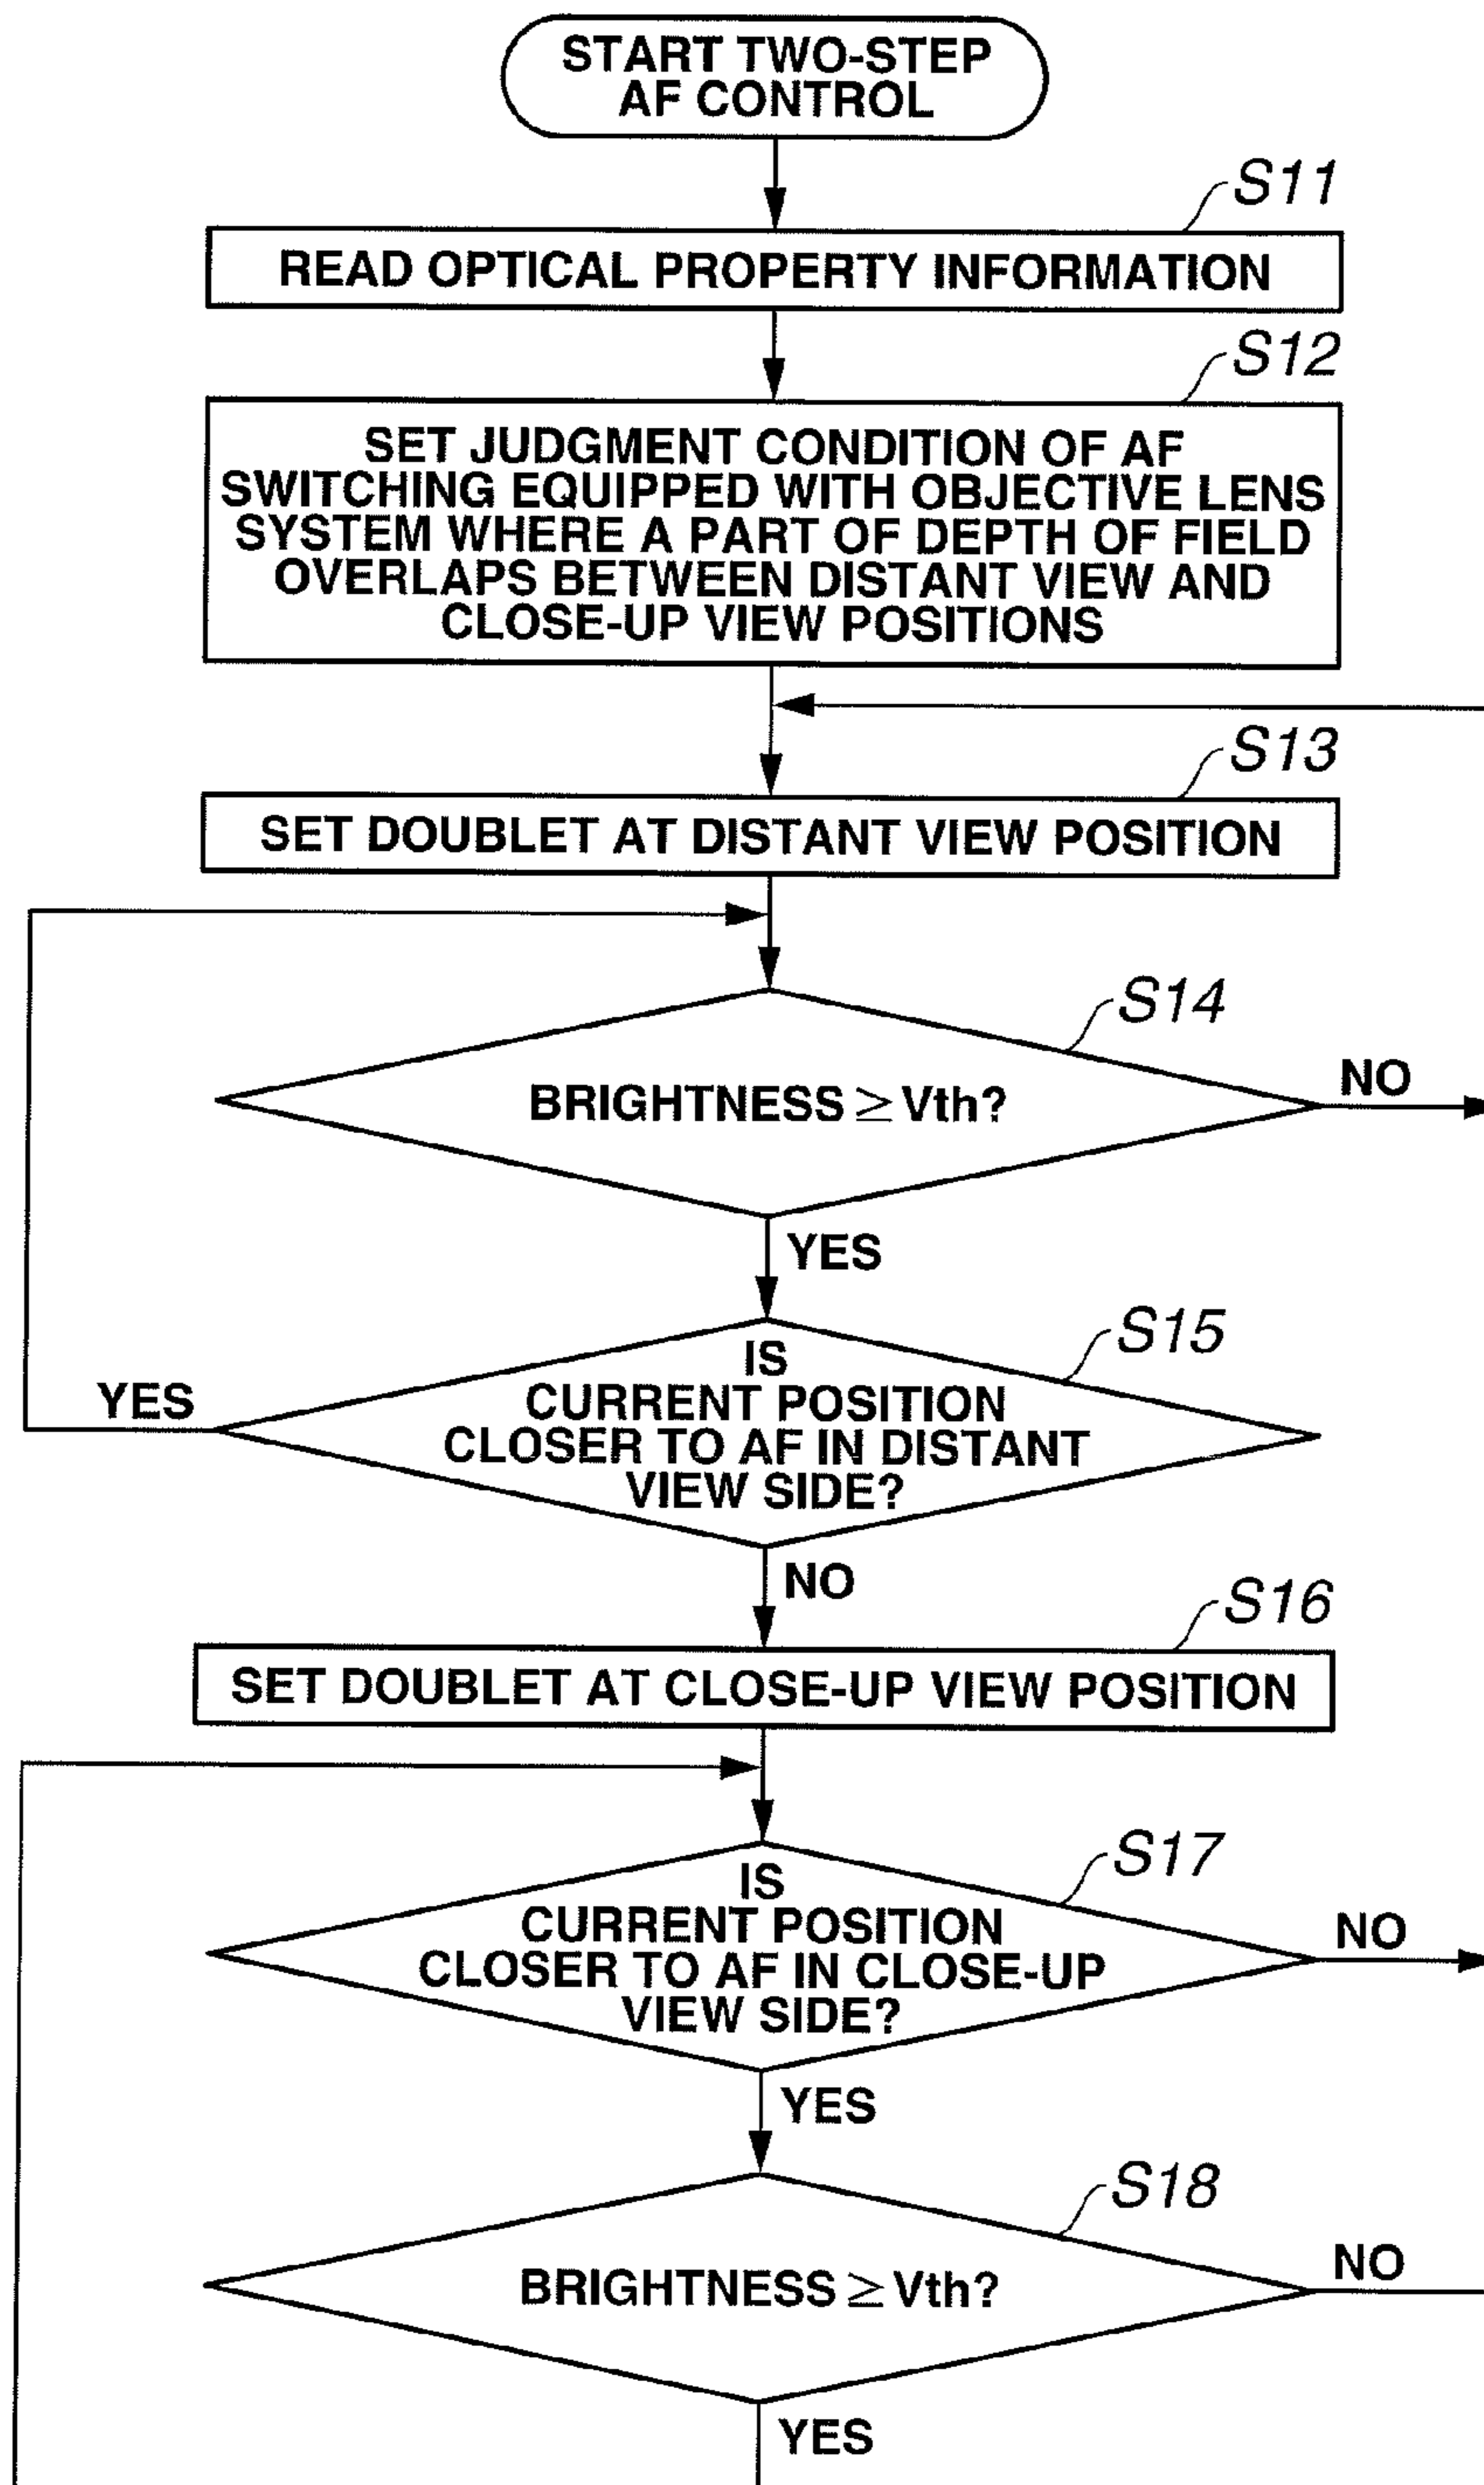 START TWO-STEP
AF CONTROL
S11
READ OPTICAL PROPERTY INFORMATION
S12
SET JUDGMENT CONDITION OF AF
SWITCHING EQUIPPED WITH OBJECTIVE LENS
SYSTEM WHERE A PART OF DEPTH OF FIELD
OVERLAPS BETWEEN DISTANT VIEW AND
CLOSE-UP VIEW POSITIONS
S13
SET DOUBLET AT DISTANT VIEW POSITION
S14
BRIGHTNESS ≥ Vth?
NO
YES
S15
IS
CURRENT POSITION
CLOSER TO AF IN DISTANT
VIEW SIDE?
YES
NO
S16
SET DOUBLET AT CLOSE-UP VIEW POSITION
S17
IS
CURRENT POSITION
CLOSER TO AF IN CLOSE-UP
VIEW SIDE?
NO
YES
S18
BRIGHTNESS ≥ Vth?
NO
YES